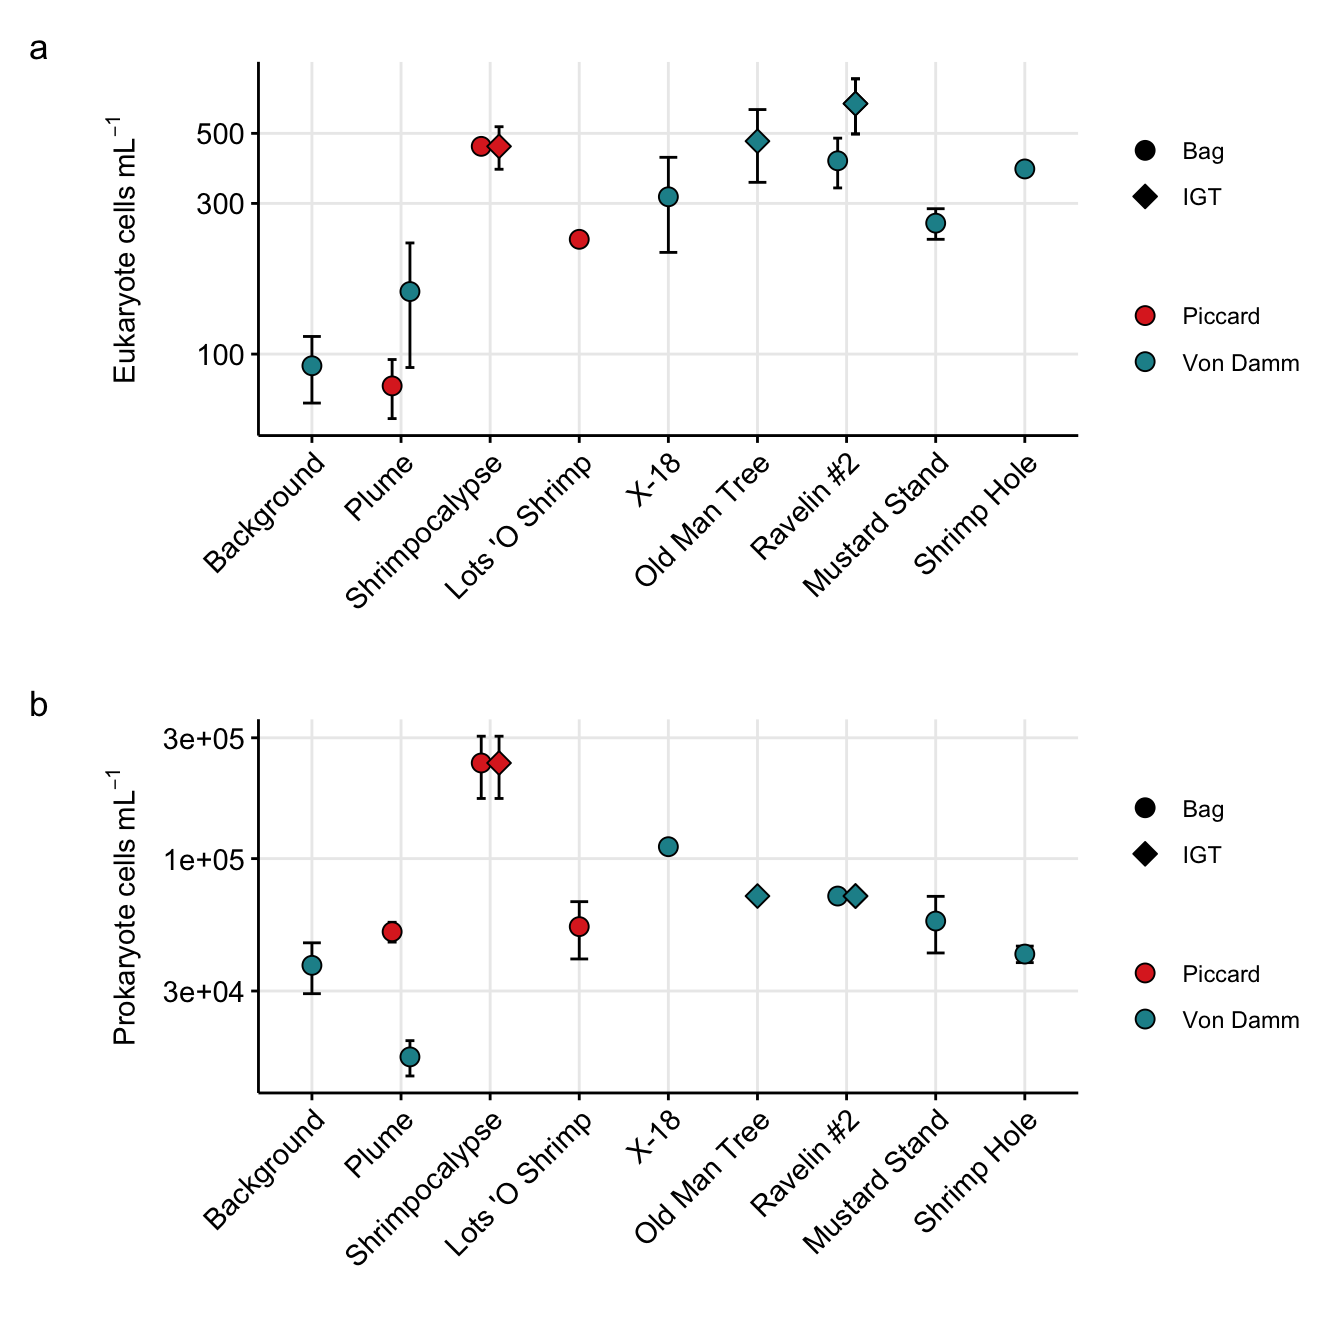 a
Eukaryote cells mL⁻¹
500
300
100
Background
Plume
Shrimpocalypse
Lots 'O Shrimp
X-18
Old Man Tree
Ravelin #2
Mustard Stand
Shrimp Hole
Bag
IGT
Piccard
Von Damm
b
Prokaryote cells mL⁻¹
3e+05
1e+05
3e+04
Background
Plume
Shrimpocalypse
Lots 'O Shrimp
X-18
Old Man Tree
Ravelin #2
Mustard Stand
Shrimp Hole
Bag
IGT
Piccard
Von Damm